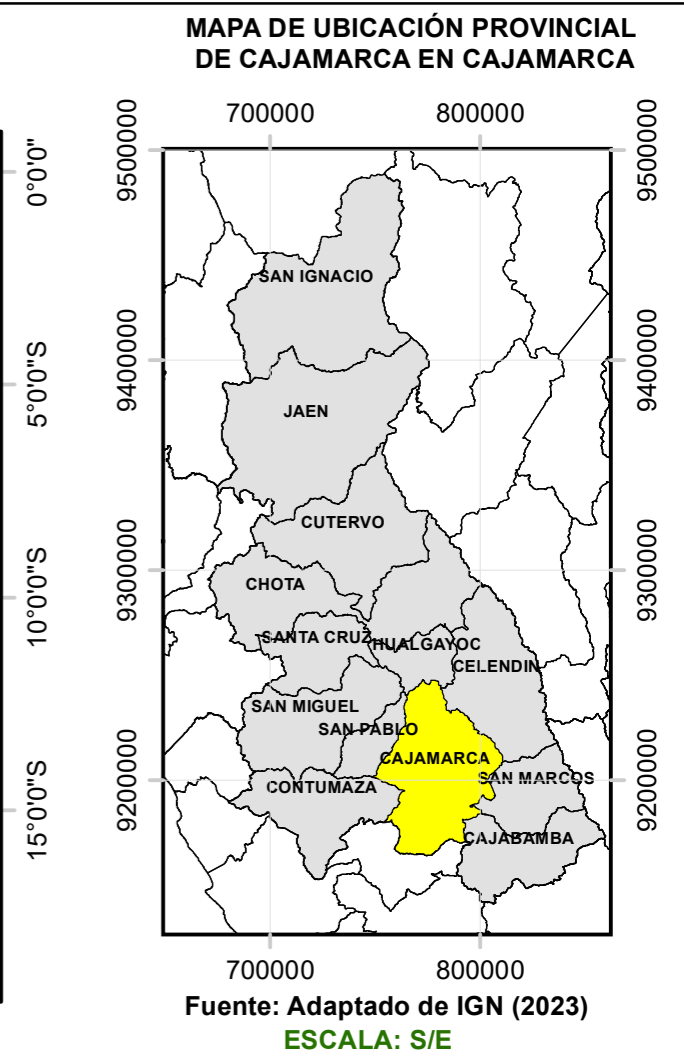 MAPA DE UBICACIÓN PROVINCIAL
DE CAJAMARCA EN CAJAMARCA
700000 800000
9500000 9500000
0°0'0"
SAN IGNACIO
9400000 9400000
5°0'0"S
JAEN
CUTERVO
9300000 9300000
CHOTA
10°0'0"S
SANTA CRUZ
HUALGAYOC
CELENDIN
SAN MIGUEL
SAN PABLO
CAJAMARCA
9200000 9200000
SAN MARCOS
CONTUMAZA
15°0'0"S
CAJABAMBA
700000 800000
Fuente: Adaptado de IGN (2023)
ESCALA: S/E